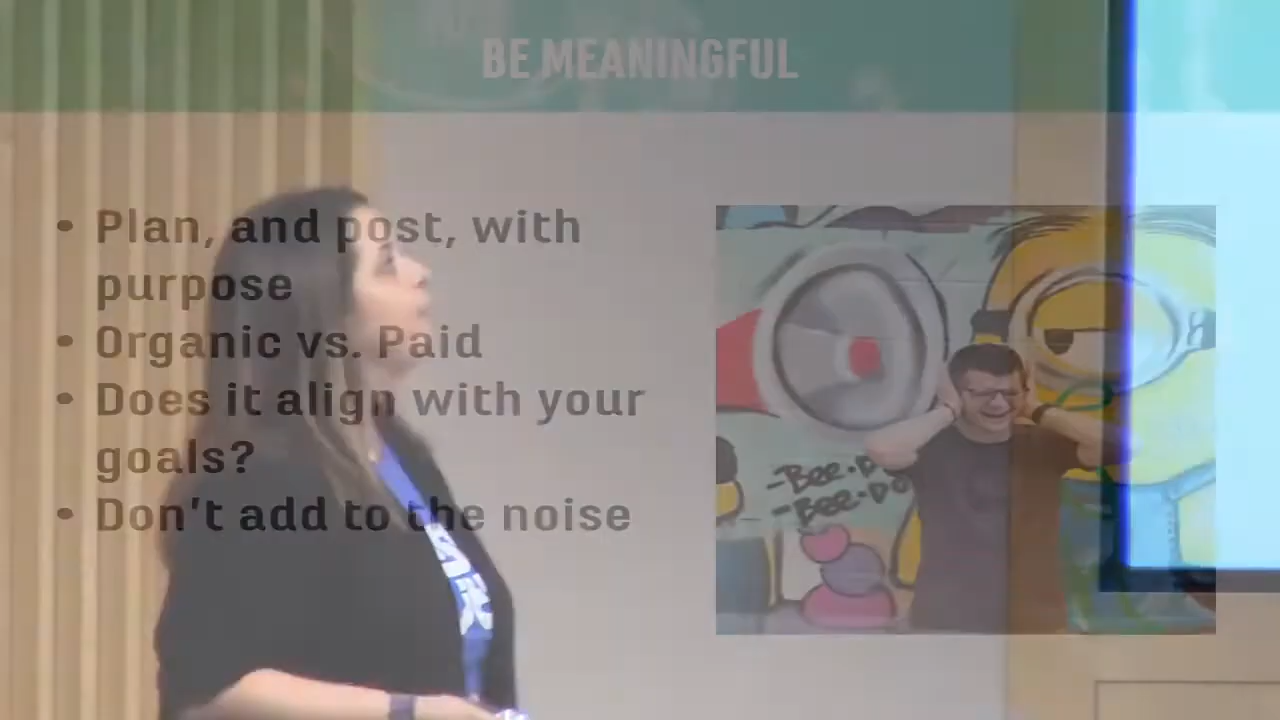 BE MEANINGFUL
• Plan, and post, with
purpose
• Organic vs. Paid
• Does it align with your
goals?
• Don't add to the noise
-Bee-D
-Bee-DO